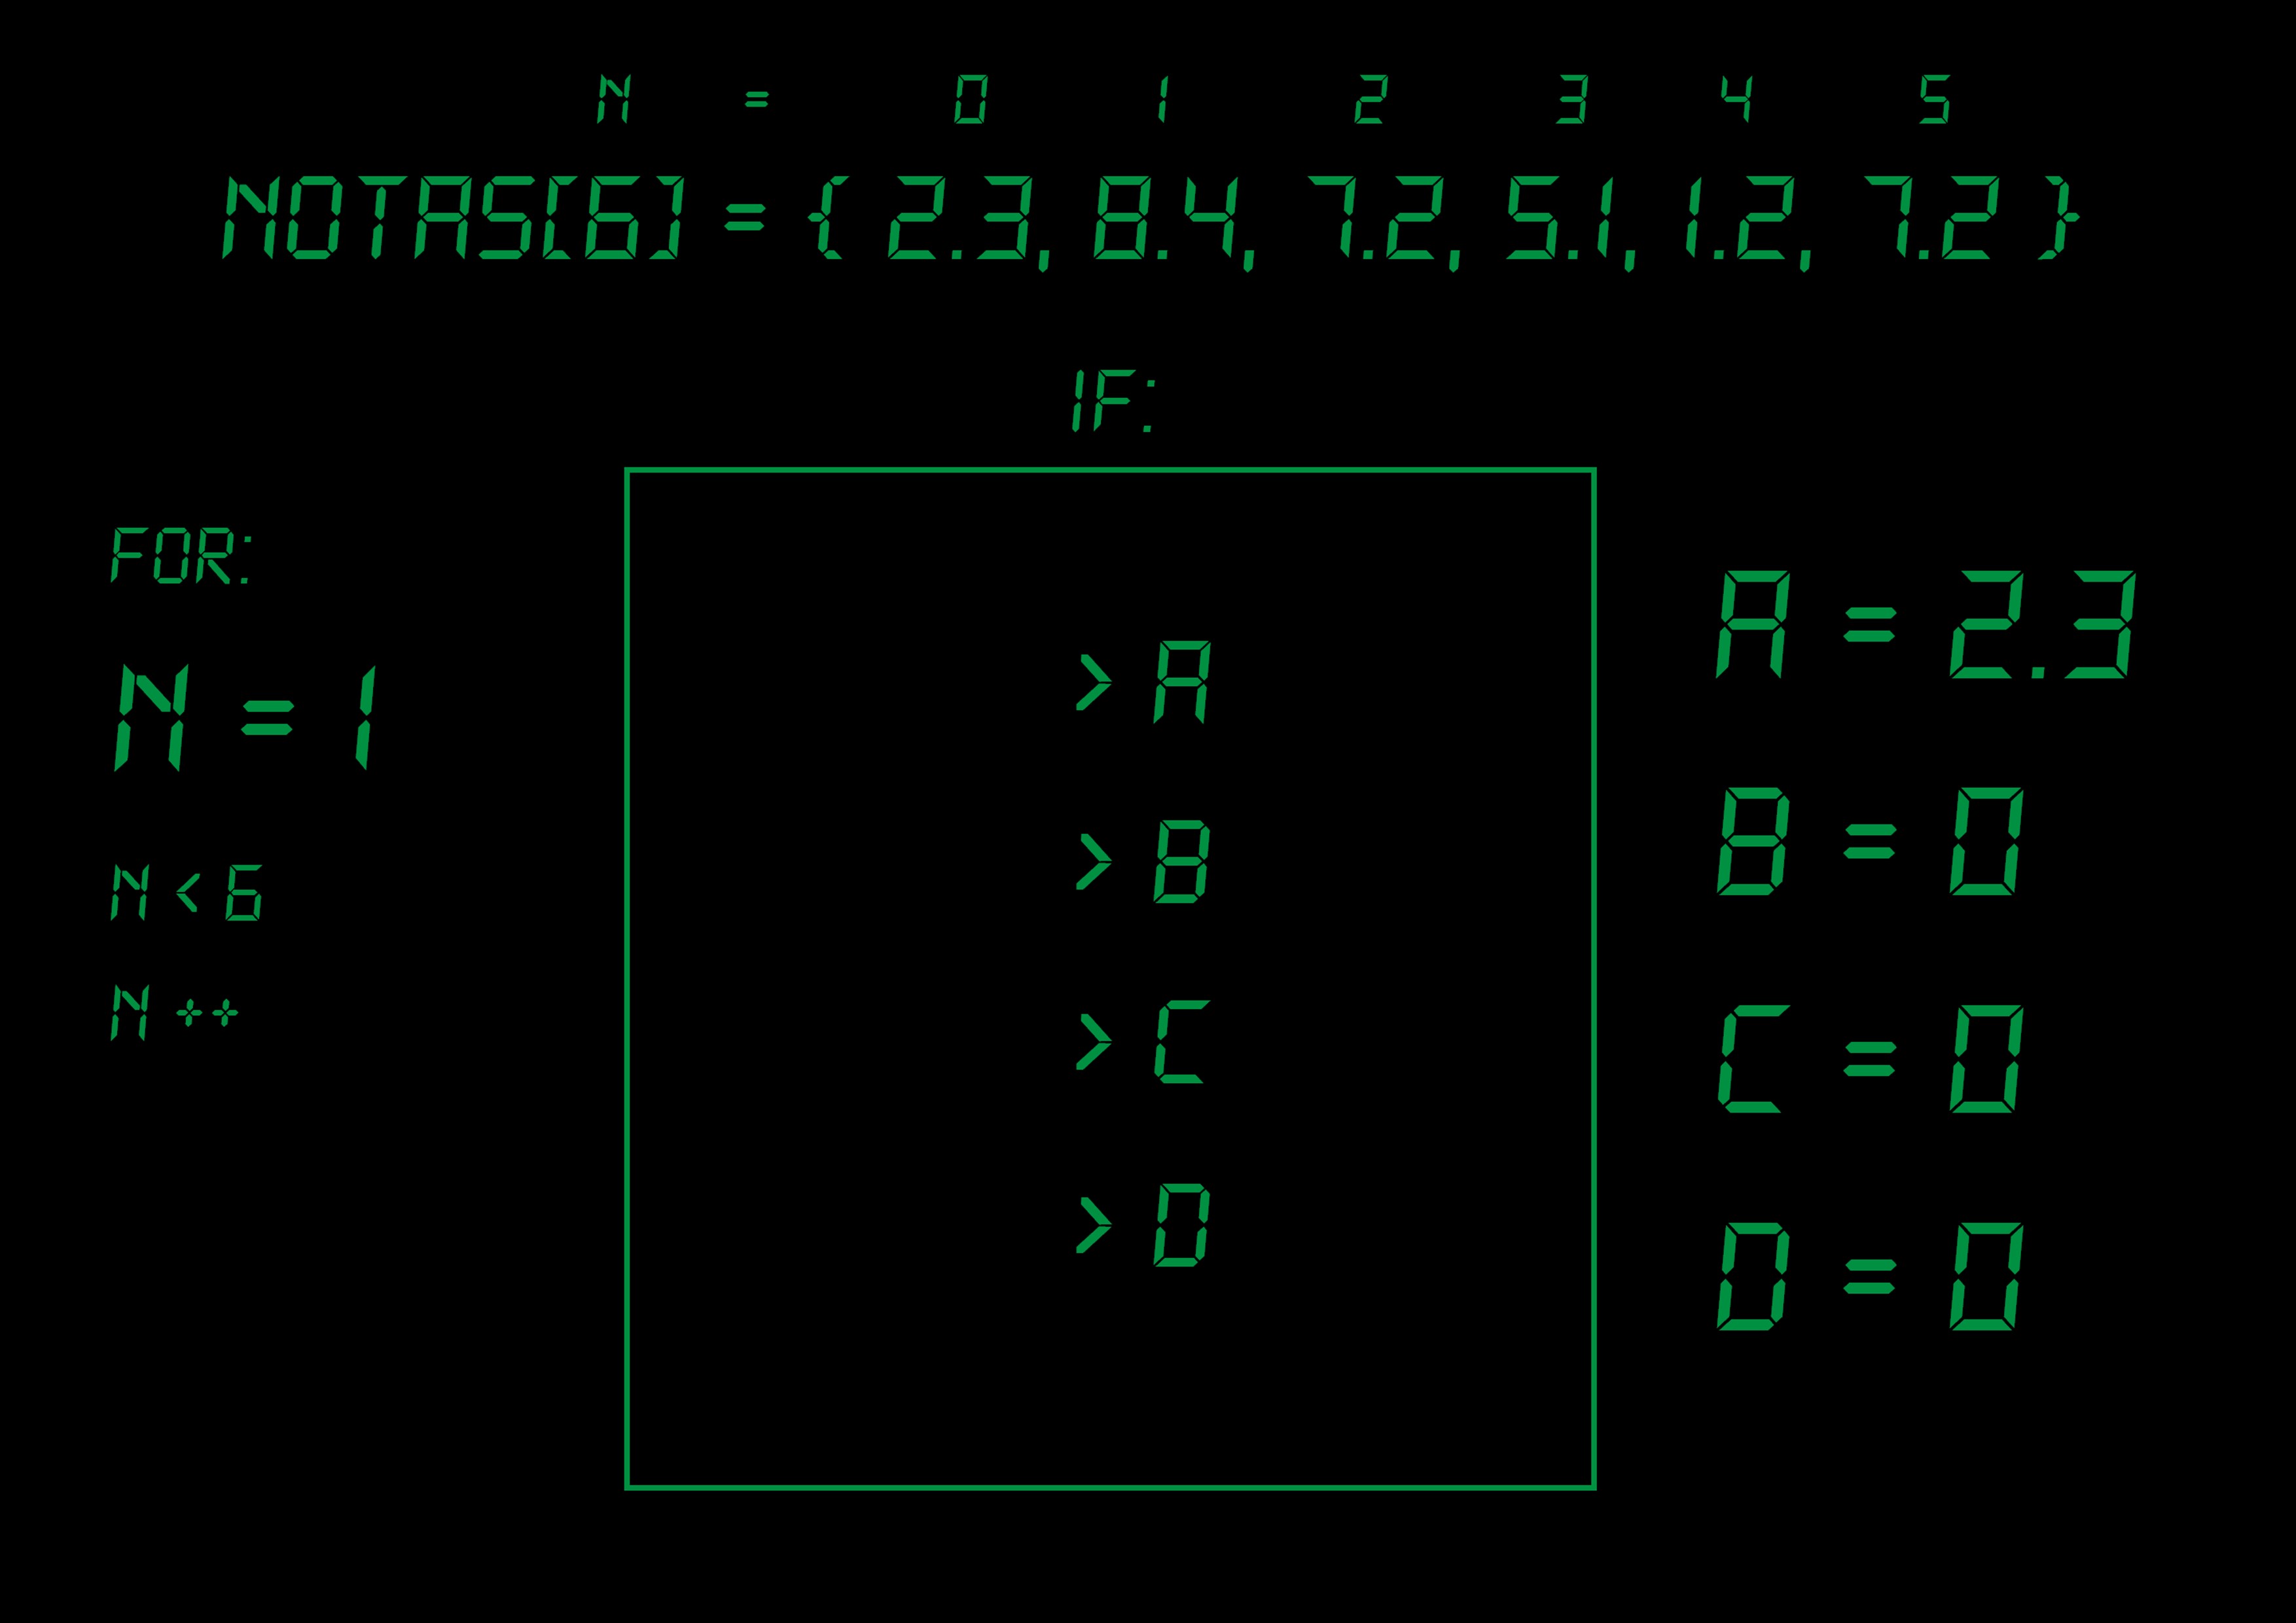 N = 0 1 2 3 4 5
NOTAS[6] = { 2.3, 8.4, 7.2, 5.1, 1.2, 7.2 }
IF:
FOR:
N = 1
N < 6
N ++
> A
> B
> C
> D
A = 2.3
B = 0
C = 0
D = 0